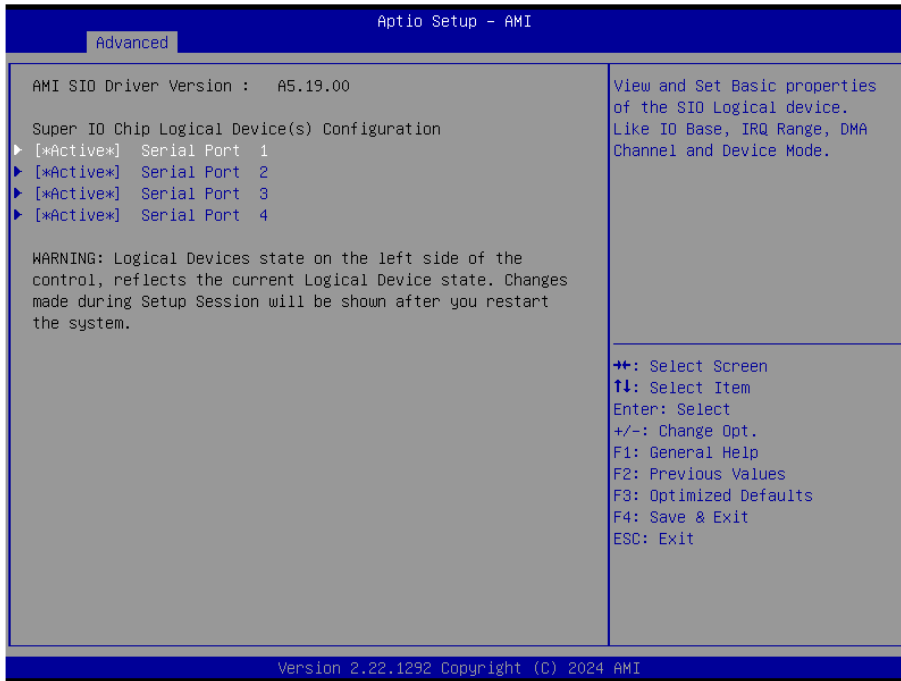 Aptio Setup – AMI
Advanced
AMI SIO Driver Version : A5.19.00
Super IO Chip Logical Device(s) Configuration
[*Active*] Serial Port 1
[*Active*] Serial Port 2
[*Active*] Serial Port 3
[*Active*] Serial Port 4
WARNING: Logical Devices state on the left side of the
control, reflects the current Logical Device state. Changes
made during Setup Session will be shown after you restart
the system.
View and Set Basic properties
of the SIO Logical device.
Like IO Base, IRQ Range, DMA
Channel and Device Mode.
→←: Select Screen
↑↓: Select Item
Enter: Select
+/-: Change Opt.
F1: General Help
F2: Previous Values
F3: Optimized Defaults
F4: Save & Exit
ESC: Exit
Version 2.22.1292 Copyright (C) 2024 AMI